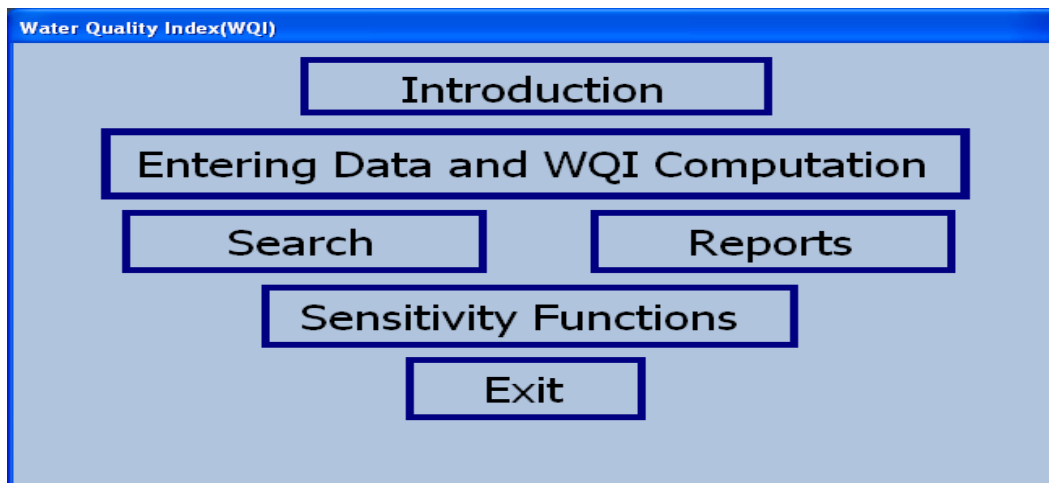 Water Quality Index(WQI)
Introduction
Entering Data and WQI Computation
Search
Reports
Sensitivity Functions
Exit